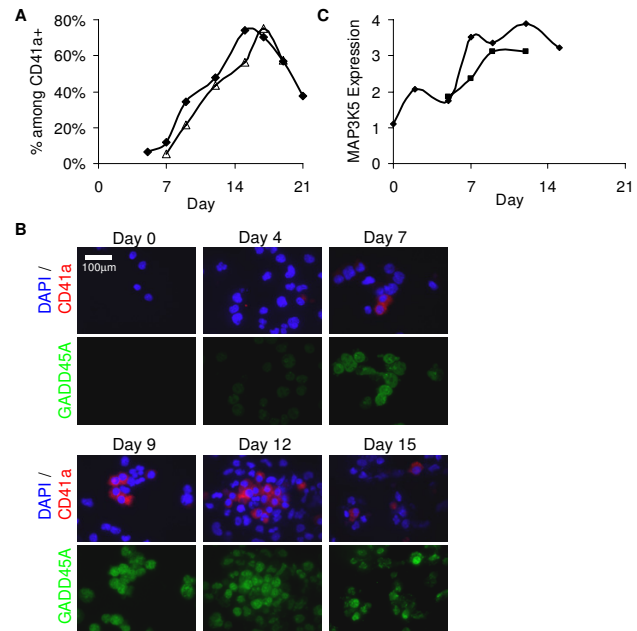 A
80%
60%
40%
20%
0%
% among CD41a+
0 7 14 21
Day
C
5
4
3
2
1
0
MAP3K5 Expression
0 7 14 21
Day
B
Day 0 Day 4 Day 7
100µm
DAPI /
CD41a
GADD45A
Day 9 Day 12 Day 15
DAPI /
CD41a
GADD45A